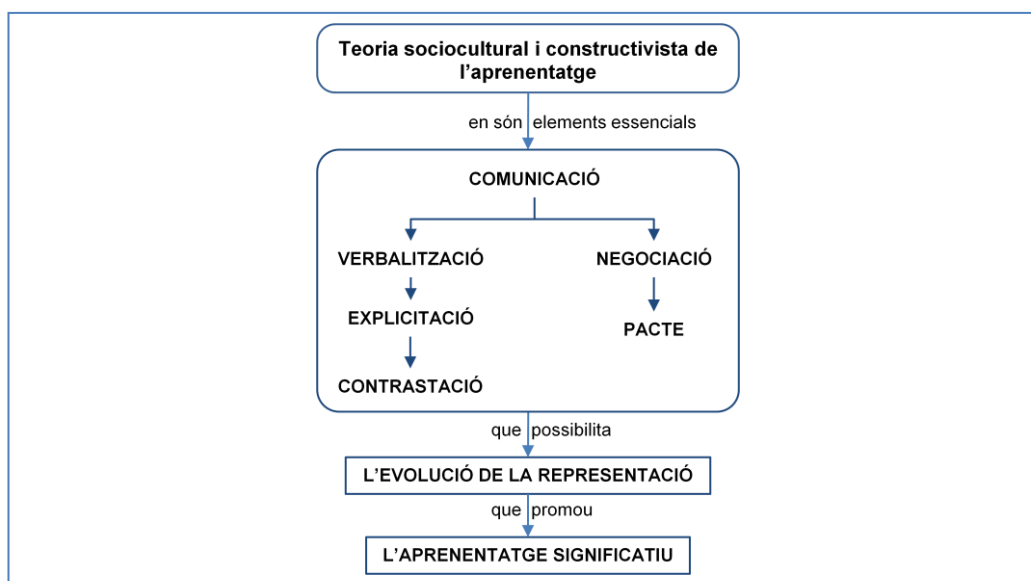 Teoria sociocultural i constructivista de
l’aprenentatge
en són elements essencials
COMUNICACIÓ
VERBALITZACIÓ NEGOCIACIÓ
EXPLICITACIÓ
PACTE
CONTRASTACIÓ
que possibilita
L’EVOLUCIÓ DE LA REPRESENTACIÓ
que promou
L’APRENENTATGE SIGNIFICATIU